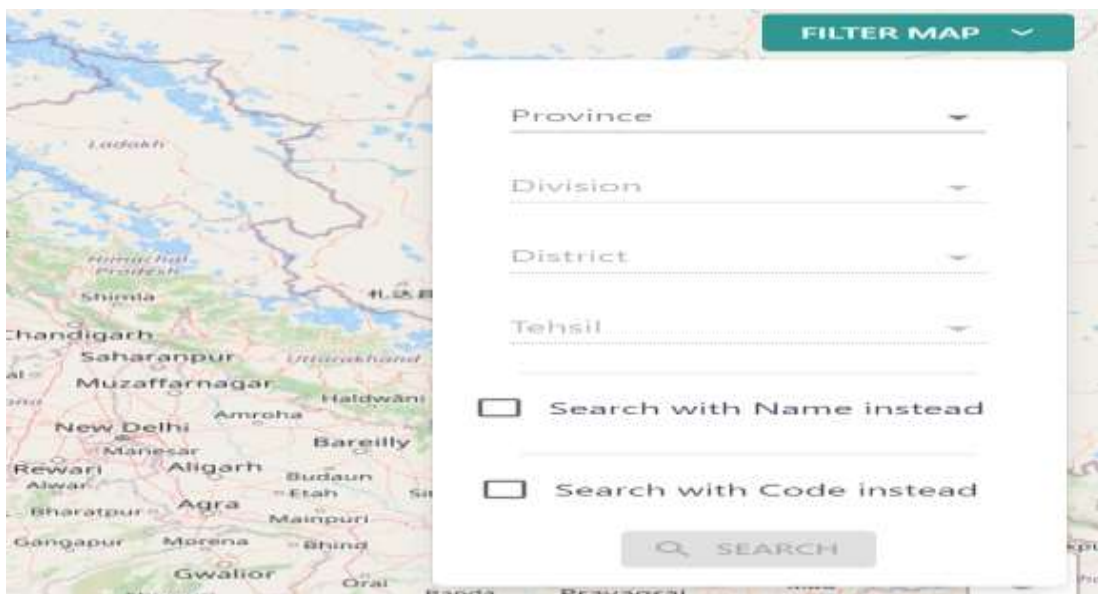 FILTER MAP
Province
Division
District
Tehsil
Search with Name instead
Search with Code instead
SEARCH
Ladakh
Himachal
Pradesh
Shimla
Chandigarh
Saharanpur
Uttarakhand
Muzaffarnagar
Haldwani
Amroha
New Delhi
Bareilly
Manesar
Rewari
Aligarh
Budaun
Alwar
Etah
Bharatpur
Agra
Mainpuri
Gangapur
Morena
Bhind
Gwalior
Orai
Banda
Prayagraj